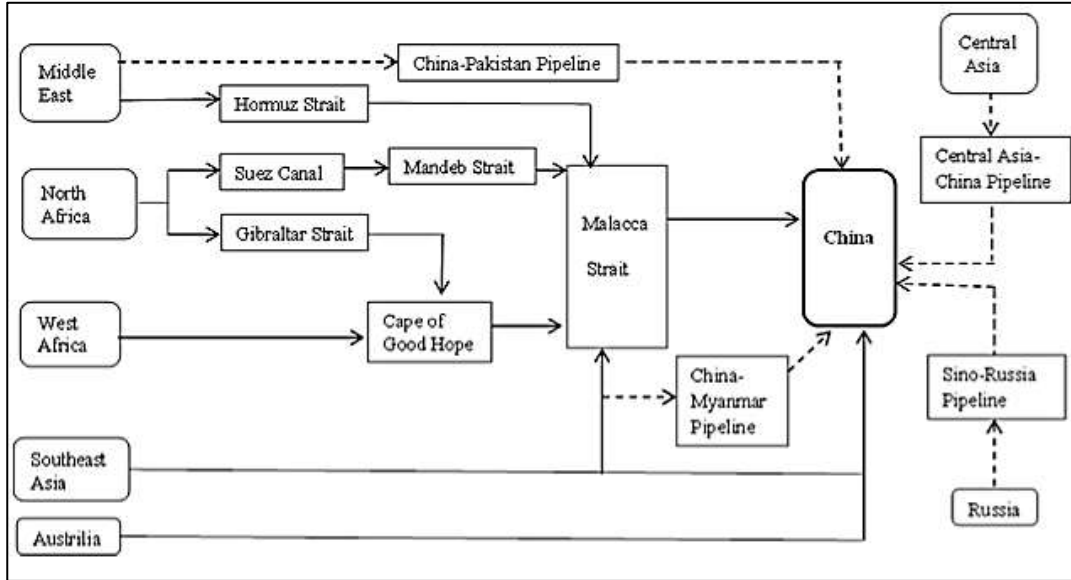 Middle
East
China-Pakistan Pipeline
Central
Asia
Hormuz Strait
North
Africa
Suez Canal
Mandeb Strait
Gibraltar Strait
Malacca
Strait
China
Central Asia-
China Pipeline
West
Africa
Cape of
Good Hope
China-
Myanmar
Pipeline
Sino-Russia
Pipeline
Southeast
Asia
Russia
Austrilia